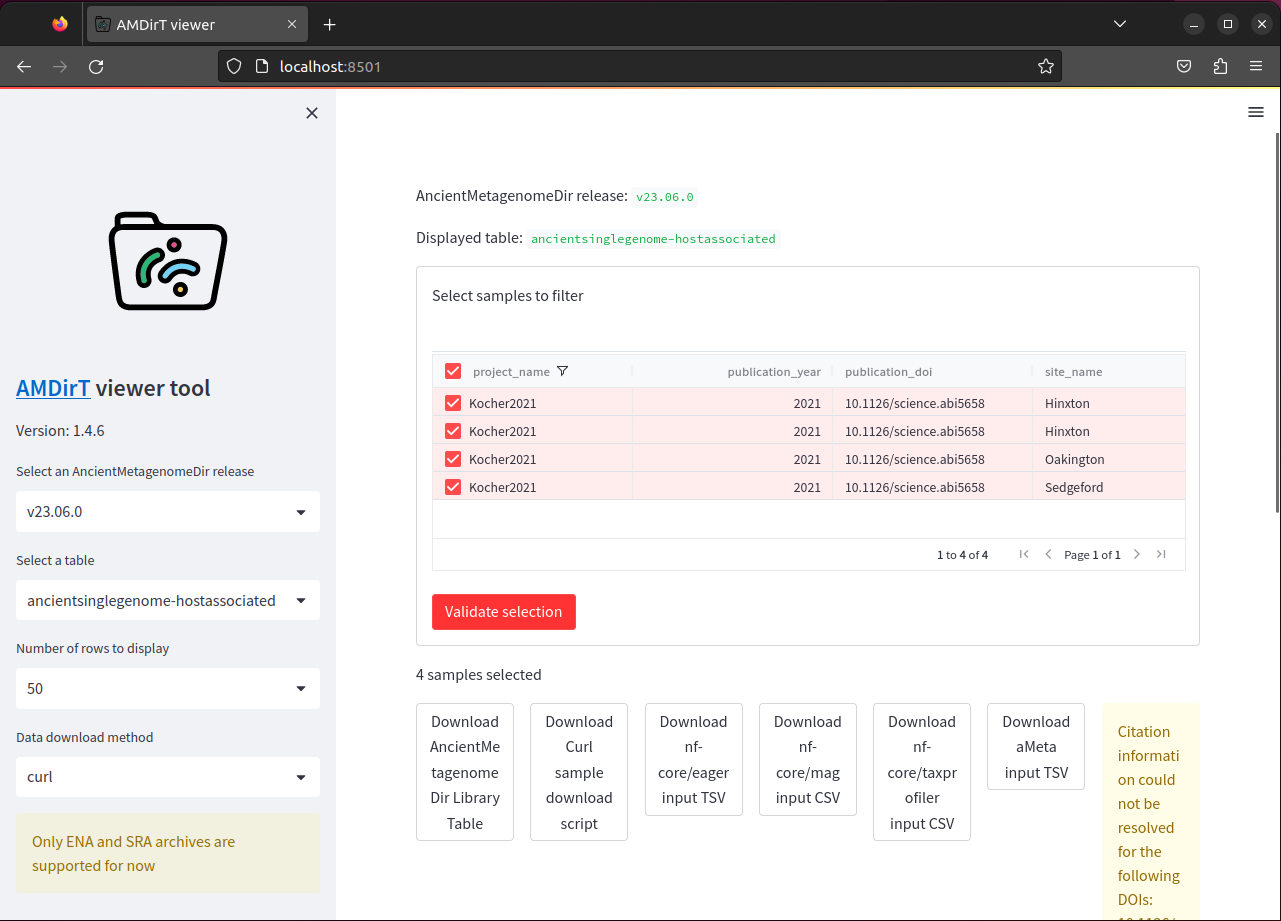 AMDirT viewer
localhost:8501
AMDirT viewer tool
Version: 1.4.6
Select an AncientMetagenomeDir release
v23.06.0
Select a table
ancientsinglegenome-hostassociated
Number of rows to display
50
Data download method
curl
Only ENA and SRA archives are
supported for now
AncientMetagenomeDir release: v23.06.0
Displayed table: ancientsinglegenome-hostassociated
Select samples to filter
project_name publication_year publication_doi site_name
Kocher2021 2021 10.1126/science.abi5658 Hinxton
Kocher2021 2021 10.1126/science.abi5658 Hinxton
Kocher2021 2021 10.1126/science.abi5658 Oakington
Kocher2021 2021 10.1126/science.abi5658 Sedgeford
1 to 4 of 4 Page 1 of 1
Validate selection
4 samples selected
Download
AncientMe
tagenome
Dir Library
Table
Download
Curl
sample
download
script
Download
nf-
core/eager
input TSV
Download
nf-
core/mag
input CSV
Download
nf-
core/taxpr
ofiler
input CSV
Download
aMeta
input TSV
Citation
informati
on could
not be
resolved
for the
following
DOIs: